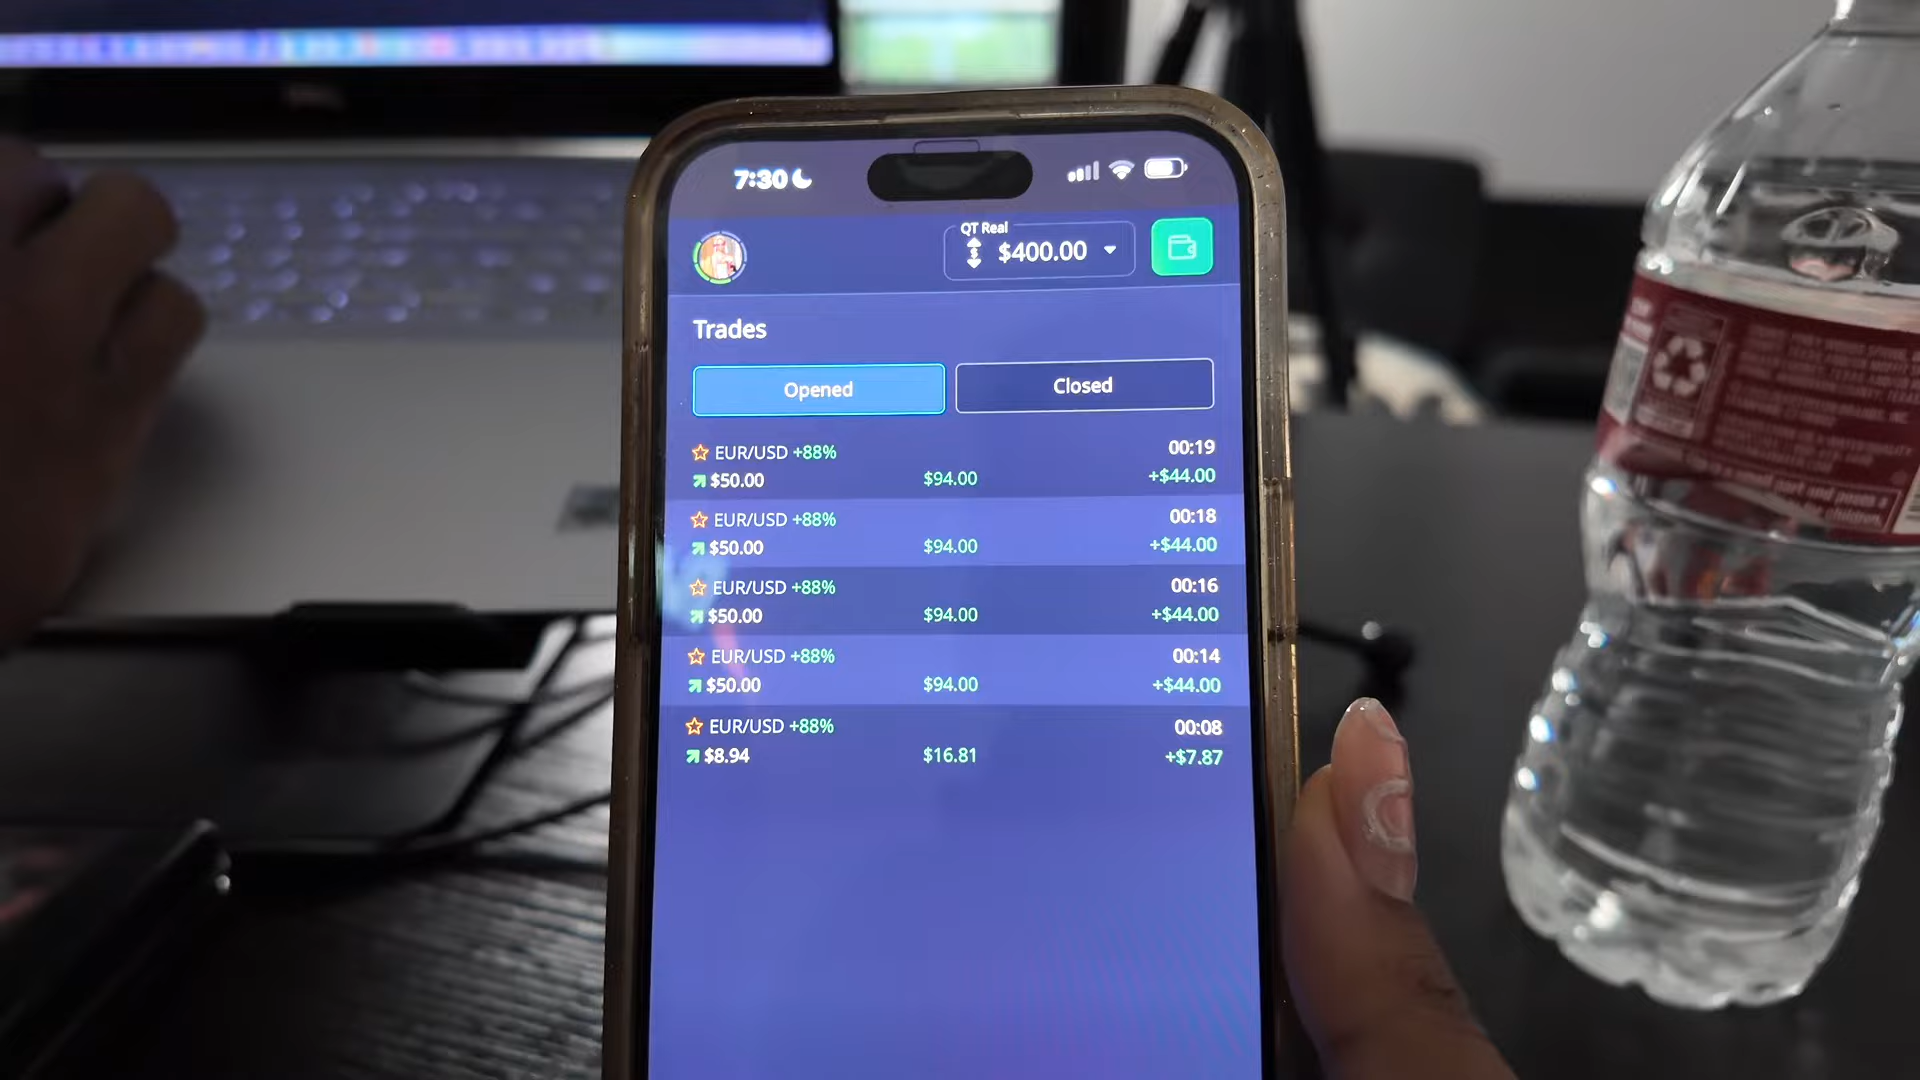 7:30
QT Real
$400.00
Trades
Opened
Closed
EUR/USD +88%
00:19
$50.00
$94.00
+$44.00
EUR/USD +88%
00:18
$50.00
$94.00
+$44.00
EUR/USD +88%
00:16
$50.00
$94.00
+$44.00
EUR/USD +88%
00:14
$50.00
$94.00
+$44.00
EUR/USD +88%
00:08
$8.94
$16.81
+$7.87